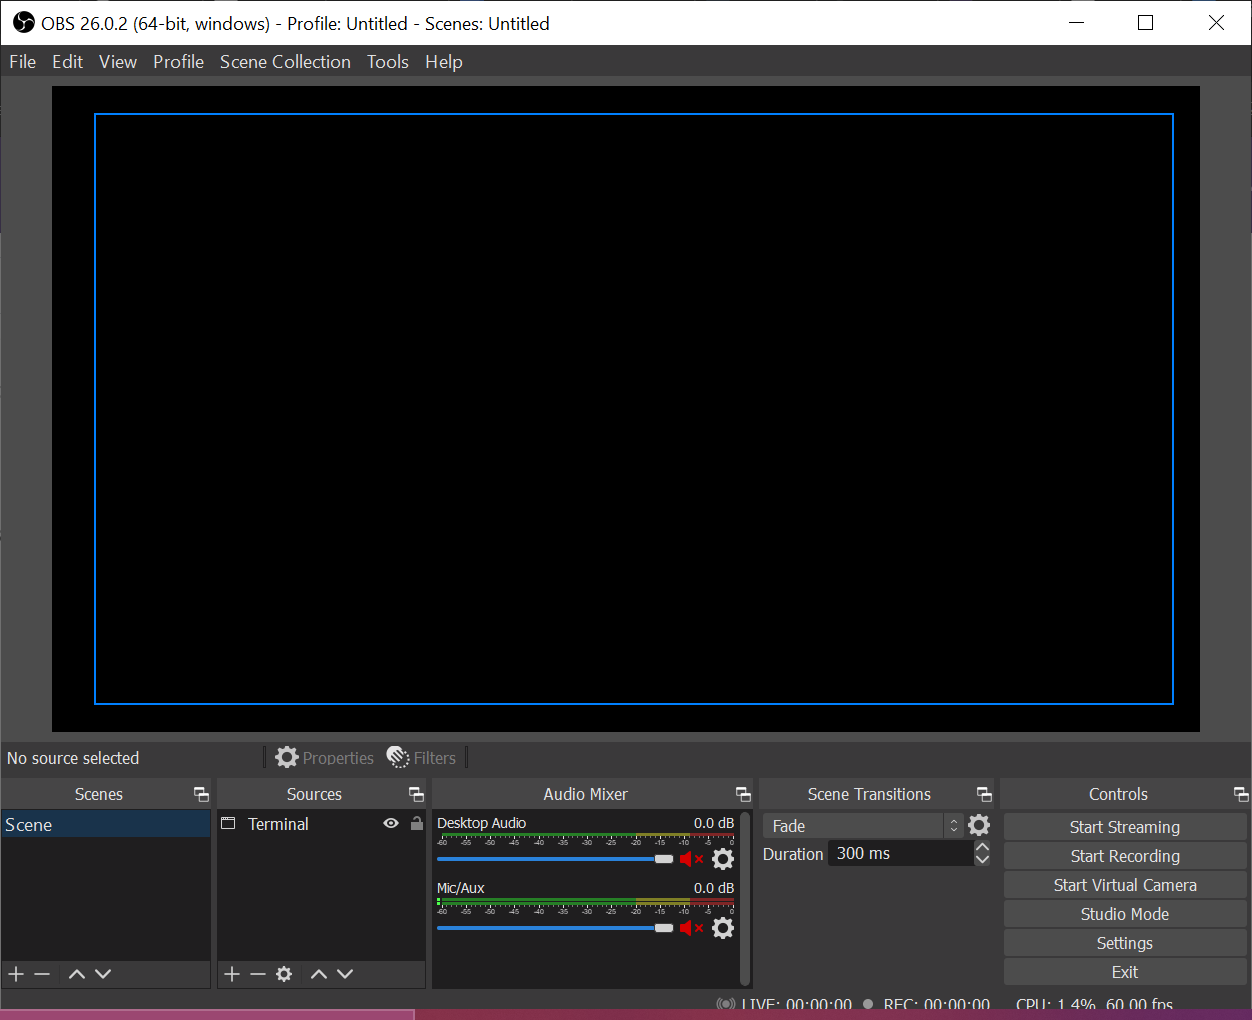 OBS 26.0.2 (64-bit, windows) - Profile: Untitled - Scenes: Untitled
File Edit View Profile Scene Collection Tools Help
No source selected Properties Filters
Scenes Sources Audio Mixer Scene Transitions Controls
Scene
Terminal
Desktop Audio 0.0 dB
-60 -55 -50 -45 -40 -35 -30 -25 -20 -15 -10 -5 0
Mic/Aux 0.0 dB
-60 -55 -50 -45 -40 -35 -30 -25 -20 -15 -10 -5 0
Fade
Duration 300 ms
Start Streaming
Start Recording
Start Virtual Camera
Studio Mode
Settings
Exit
LIVE: 00:00:00 REC: 00:00:00 CPU: 1.4%, 60.00 fps